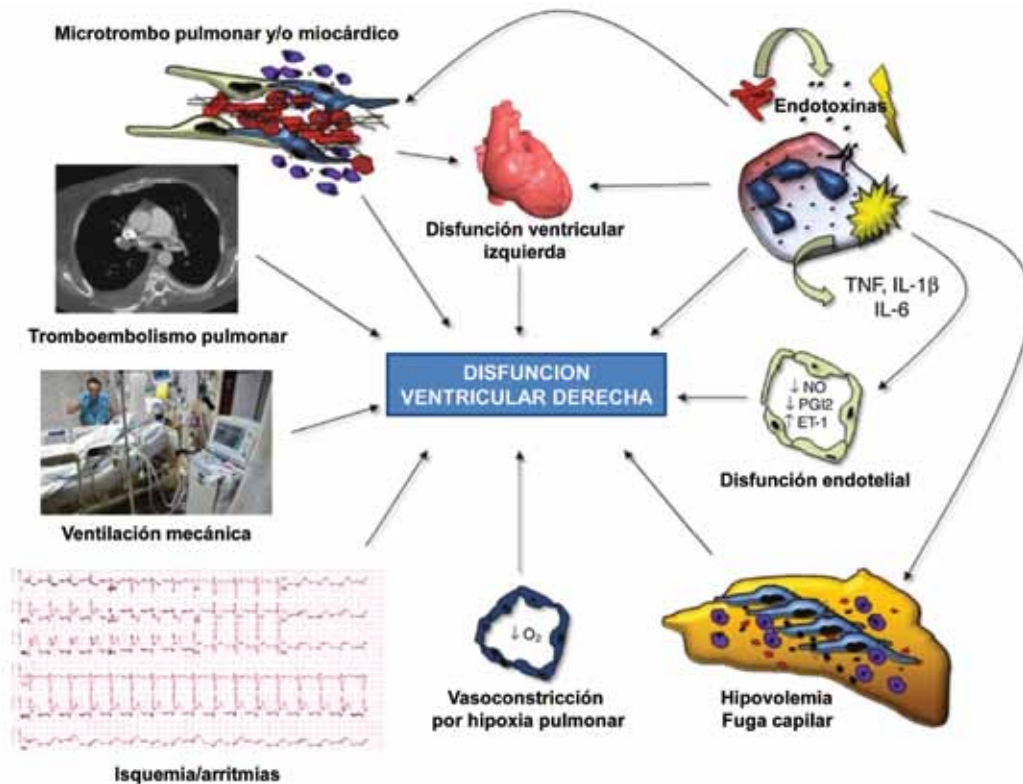 Microtrombo pulmonar y/o miocárdico
Endotoxinas
Disfunción ventricular
izquierda
TNF, IL-1β
IL-6
Tromboembolismo pulmonar
DISFUNCION
VENTRICULAR DERECHA
↓ NO
↓ PGI2
↑ ET-1
Disfunción endotelial
Ventilación mecánica
↓ O₂
Vasoconstricción
por hipoxia pulmonar
Hipovolemia
Fuga capilar
Isquemia/arritmias